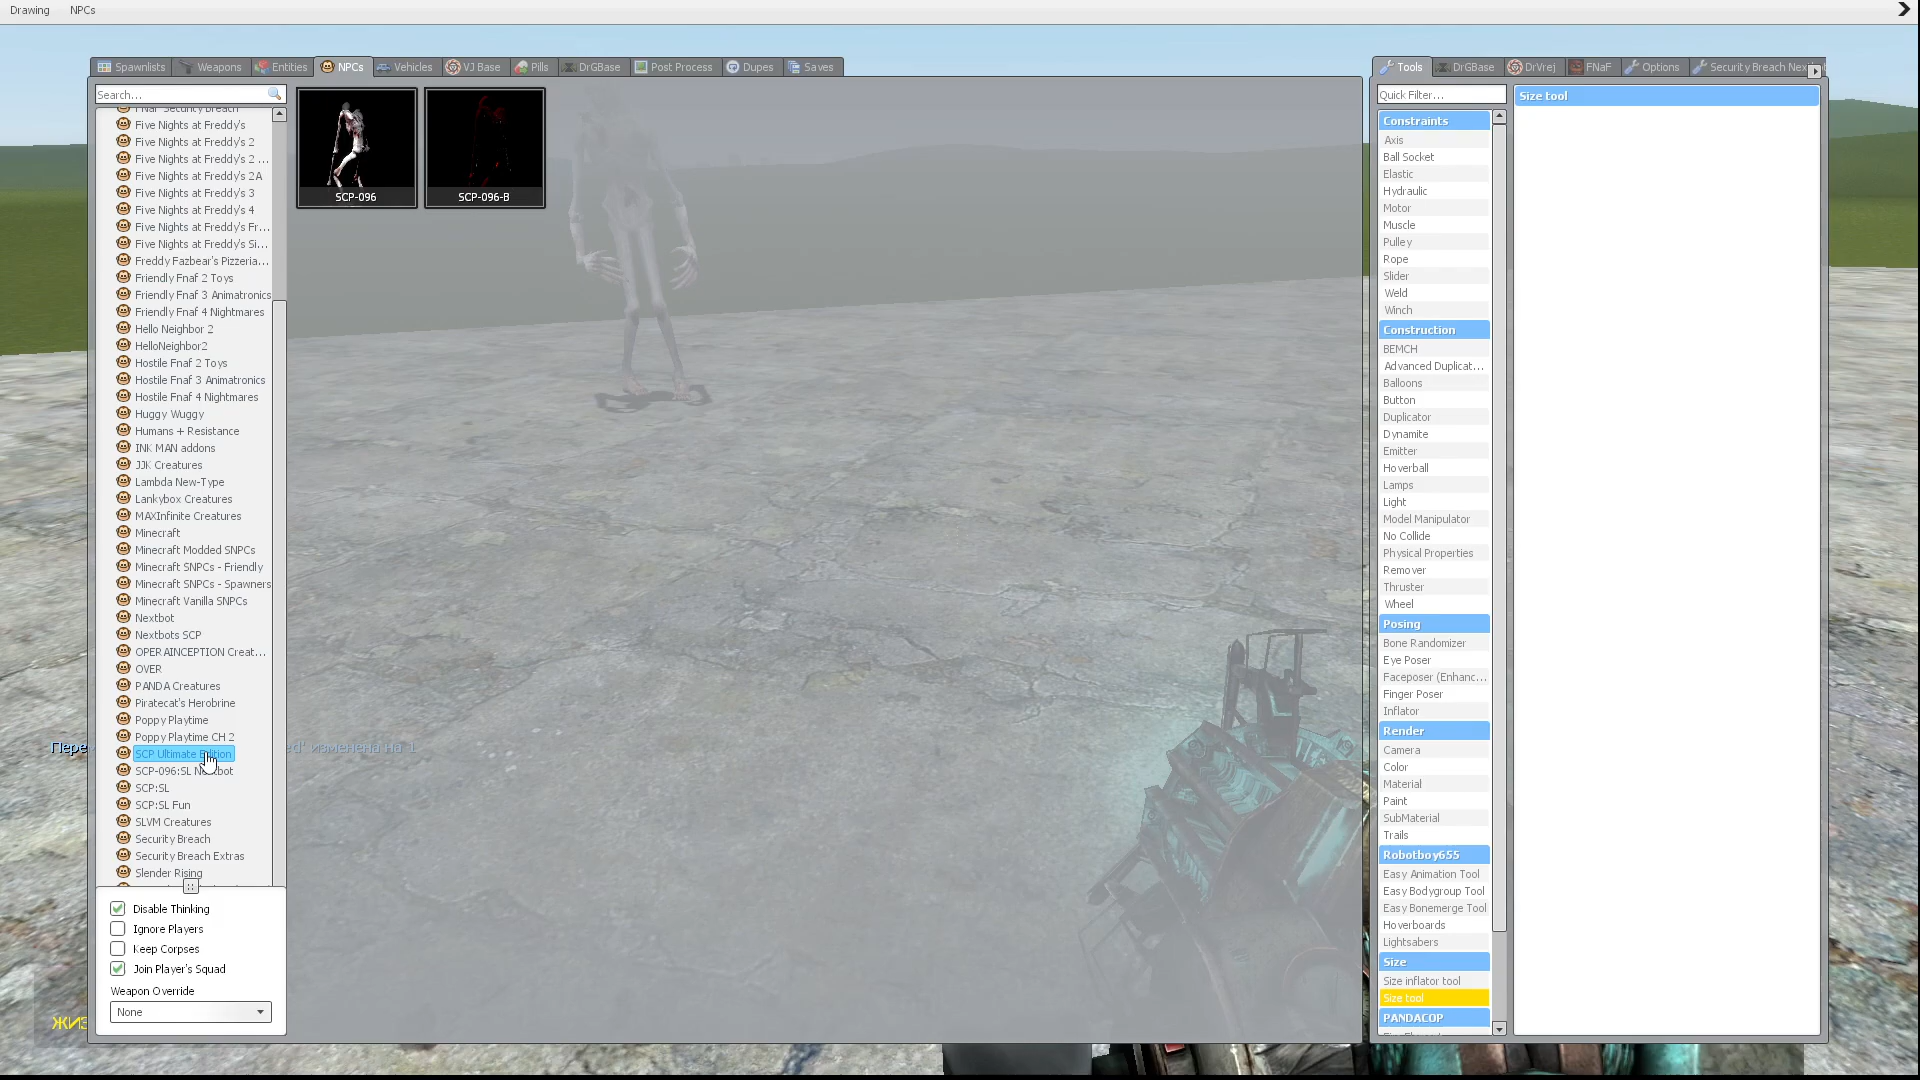 Drawing NPCs
Spawnlists Weapons Entities NPCs Vehicles VJ Base Pills DrGBase Post Process Dupes Saves
Search...
FNaF Security Breach
Five Nights at Freddy's
Five Nights at Freddy's 2
Five Nights at Freddy's 2 ...
Five Nights at Freddy's 2A
Five Nights at Freddy's 3
Five Nights at Freddy's 4
Five Nights at Freddy's Fr...
Five Nights at Freddy's Si...
Freddy Fazbear's Pizzeria...
Friendly Fnaf 2 Toys
Friendly Fnaf 3 Animatronics
Friendly Fnaf 4 Nightmares
Hello Neighbor 2
HelloNeighbor2
Hostile Fnaf 2 Toys
Hostile Fnaf 3 Animatronics
Hostile Fnaf 4 Nightmares
Huggy Wuggy
Humans + Resistance
INK MAN addons
JJK Creatures
Lambda New-Type
Lankybox Creatures
MAXInfinite Creatures
Minecraft
Minecraft Modded SNPCs
Minecraft SNPCs - Friendly
Minecraft SNPCs - Spawners
Minecraft Vanilla SNPCs
Nextbot
Nextbots SCP
OPERAINCEPTION Creat...
OVER
PANDA Creatures
Piratecat's Herobrine
Poppy Playtime
Poppy Playtime CH 2
SCP Ultimate Edition
SCP-096:SL Nextbot
SCP:SL
SCP:SL Fun
SLVM Creatures
Security Breach
Security Breach Extras
Slender Rising
Disable Thinking
Ignore Players
Keep Corpses
Join Player's Squad
Weapon Override
None
SCP-096
SCP-096-B
Пере
ed' изменена на 1
ЖИЗ
Tools DrGBase DrVrej FNaF Options Security Breach Next
Quick Filter...
Constraints
Axis
Ball Socket
Elastic
Hydraulic
Motor
Muscle
Pulley
Rope
Slider
Weld
Winch
Construction
BEMCH
Advanced Duplicat...
Balloons
Button
Duplicator
Dynamite
Emitter
Hoverball
Lamps
Light
Model Manipulator
No Collide
Physical Properties
Remover
Thruster
Wheel
Posing
Bone Randomizer
Eye Poser
Faceposer (Enhanc...
Finger Poser
Inflator
Render
Camera
Color
Material
Paint
SubMaterial
Trails
Robotboy655
Easy Animation Tool
Easy Bodygroup Tool
Easy Bonemerge Tool
Hoverboards
Lightsabers
Size
Size inflator tool
Size tool
PANDACOP
Size tool